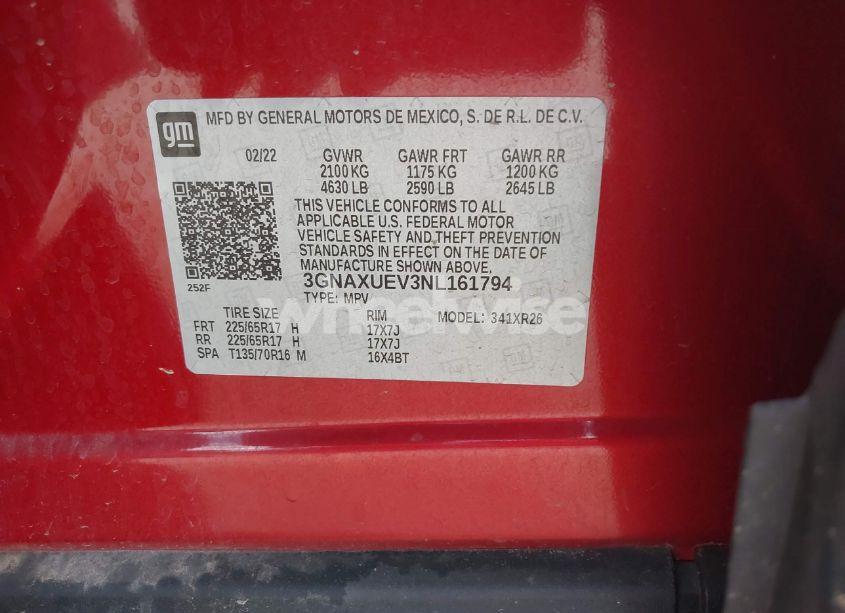 gm MFD BY GENERAL MOTORS DE MEXICO, S. DE R.L. DE C.V.
02/22 GVWR GAWR FRT GAWR RR
2100 KG 1175 KG 1200 KG
4630 LB 2590 LB 2645 LB
THIS VEHICLE CONFORMS TO ALL
APPLICABLE U.S. FEDERAL MOTOR
VEHICLE SAFETY AND THEFT PREVENTION
STANDARDS IN EFFECT ON THE DATE OF
MANUFACTURE SHOWN ABOVE.
252F
3GNAXUEV3NL161794
TYPE: MPV
wheelwise
TIRE SIZE RIM MODEL: 341XR26
FRT 225/65R17 H 17X7J
RR 225/65R17 H 17X7J
SPA T135/70R16 M 16X4BT